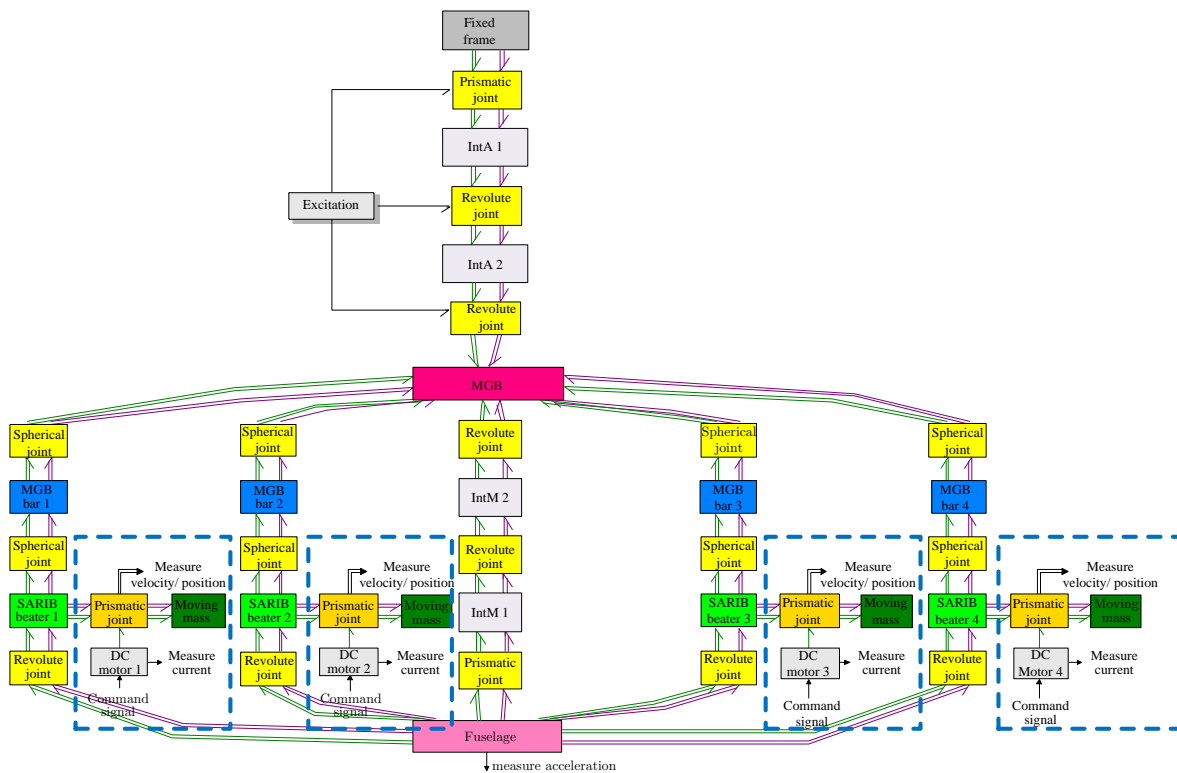 Fixed
frame
Prismatic
joint
IntA 1
Excitation
Revolute
joint
IntA 2
Revolute
joint
MGB
Spherical
joint
Spherical
joint
Revolute
joint
Spherical
joint
Spherical
joint
MGB
bar 1
MGB
bar 2
IntM 2
MGB
bar 3
MGB
bar 4
Spherical
joint
Measure
velocity/ position
Spherical
joint
Measure
velocity/ position
Revolute
joint
Spherical
joint
Measure
velocity/ position
Spherical
joint
Measure
velocity/ position
SARIB
beater 1
Prismatic
joint
Moving
mass
SARIB
beater 2
Prismatic
joint
Moving
mass
IntM 1
SARIB
beater 3
Prismatic
joint
Moving
mass
SARIB
beater 4
Prismatic
joint
Moving
mass
Revolute
joint
DC
motor 1
Measure
current
Revolute
joint
DC
motor 2
Measure
current
Prismatic
joint
Revolute
joint
DC
motor 3
Measure
current
Revolute
joint
DC
Motor 4
Measure
current
Command
signal
Command
signal
Command
signal
Command
signal
Fuselage
measure acceleration